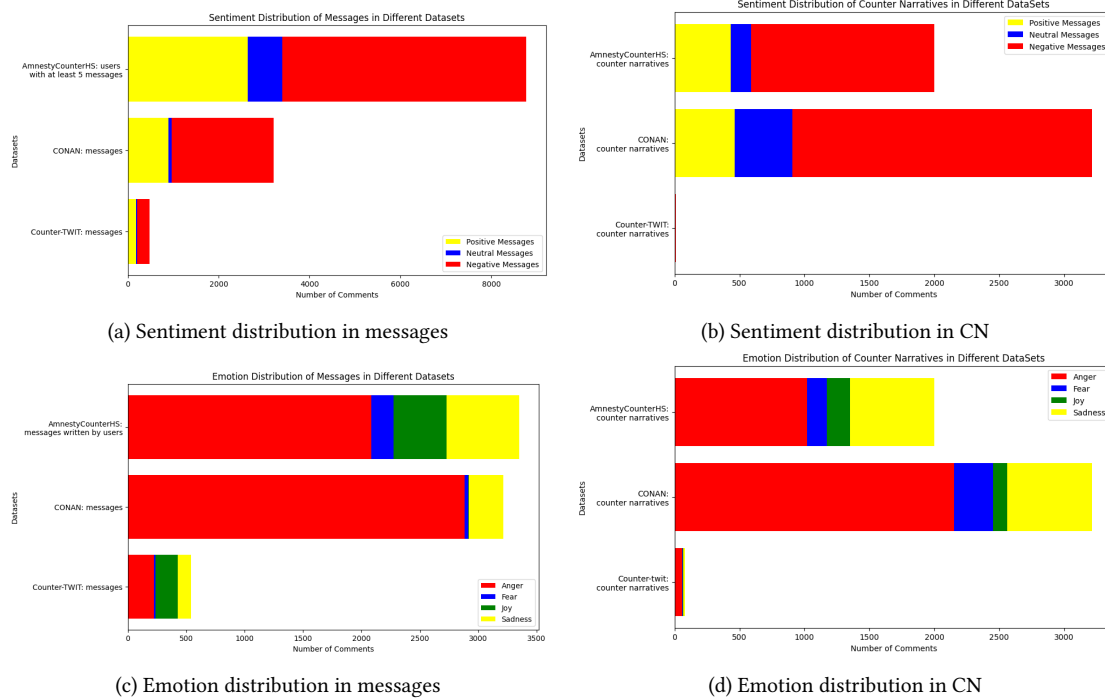 Sentiment Distribution of Messages in Different Datasets
AmnestyCounterHS: users
with at least 5 messages
CONAN: messages
Counter-TWIT: messages
Datasets
0 2000 4000 6000 8000
Number of Comments
Positive Messages
Neutral Messages
Negative Messages
(a) Sentiment distribution in messages
Sentiment Distribution of Counter Narratives in Different DataSets
Positive Messages
Neutral Messages
Negative Messages
AmnestyCounterHS:
counter narratives
CONAN:
counter narratives
Counter-TWIT:
counter narratives
Datasets
0 500 1000 1500 2000 2500 3000
Number of Comments
(b) Sentiment distribution in CN
Emotion Distribution of Messages in Different Datasets
AmnestyCounterHS:
messages written by users
CONAN: messages
Counter-TWIT: messages
Datasets
Anger
Fear
Joy
Sadness
0 500 1000 1500 2000 2500 3000 3500
Number of Comments
(c) Emotion distribution in messages
Emotion Distribution of Counter Narratives in Different DataSets
Anger
Fear
Joy
Sadness
AmnestyCounterHS:
counter narratives
CONAN:
counter narratives
Counter-twit:
counter narratives
Datasets
0 500 1000 1500 2000 2500 3000
Number of Comments
(d) Emotion distribution in CN